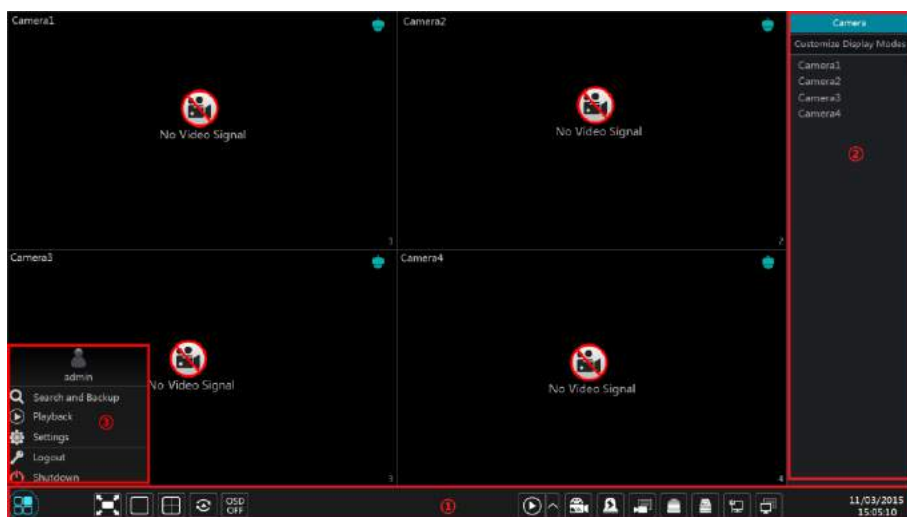 Camera1
Camera2
No Video Signal
No Video Signal
1
2
Camera3
Camera4
No Video Signal
No Video Signal
3
4
admin
Search and Backup
Playback
③
Settings
Logout
Shutdown
Camera
Customize Display Modes
Camera1
Camera2
Camera3
Camera4
②
OSD
OFF
①
11/03/2015
15:05:10